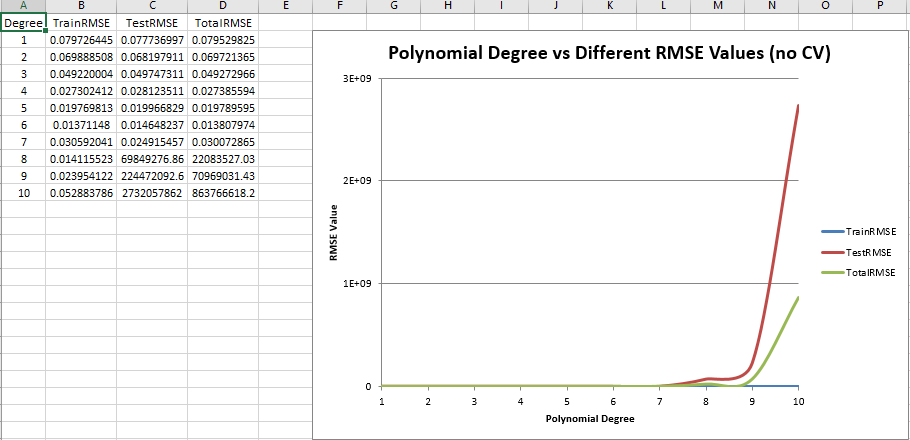 A B C D E F G H I J K L M N O P
Degree TrainRMSE TestRMSE TotalRMSE
1 0.079726445 0.077736997 0.079529825
2 0.069888508 0.068197911 0.069721365
3 0.049220004 0.049747311 0.049272966
4 0.027302412 0.028123511 0.027385594
5 0.019769813 0.019966829 0.019789595
6 0.01371148 0.014648237 0.013807974
7 0.030592041 0.024915457 0.030072865
8 0.014115523 69849276.86 22083527.03
9 0.023954122 224472092.6 70969031.43
10 0.052883786 2732057862 863766618.2
Polynomial Degree vs Different RMSE Values (no CV)
3E+09
2E+09
1E+09
0
RMSE Value
1 2 3 4 5 6 7 8 9 10
Polynomial Degree
TrainRMSE
TestRMSE
TotalRMSE